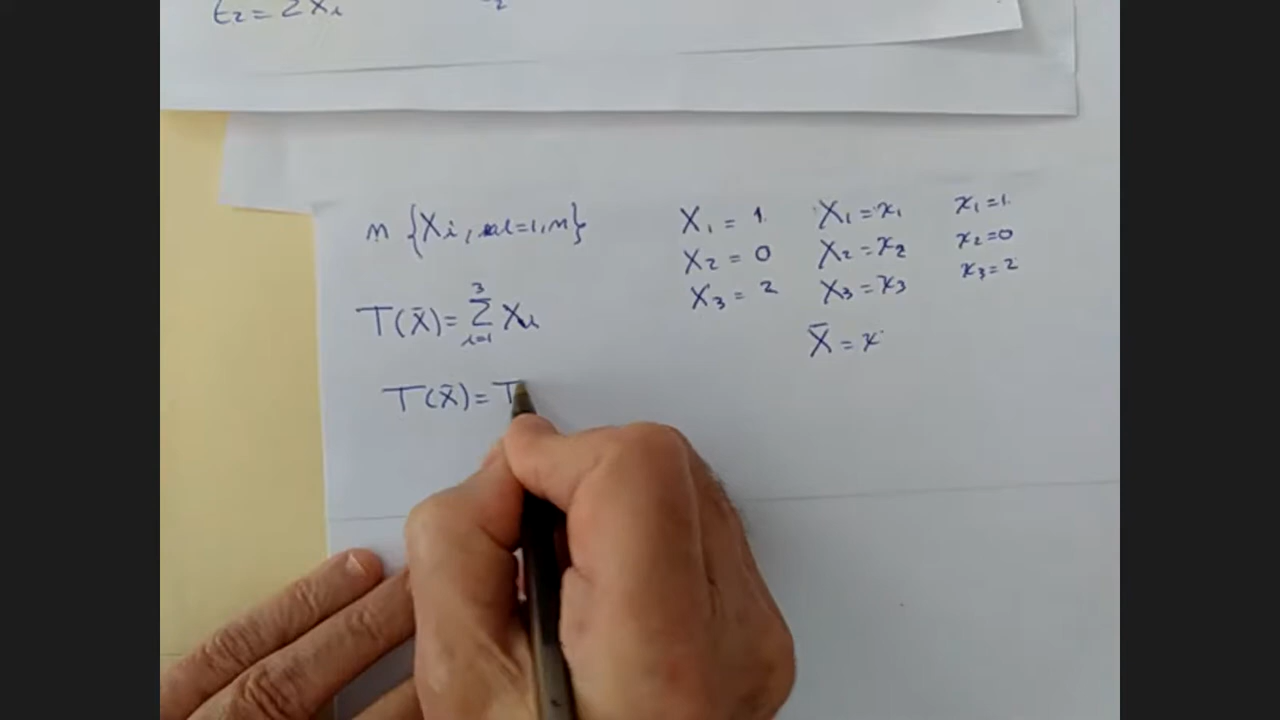 t₂ = Σxᵢ
n {Xᵢ, i=1,n}
T(X̄) = Σ³ᵢ₌₁ Xᵢ
T(X̄) = T
X₁ = 1
X₂ = 0
X₃ = 2
X₁ = x₁
X₂ = x₂
X₃ = x₃
X̄ = x
x₁ = 1
x₂ = 0
x₃ = 2